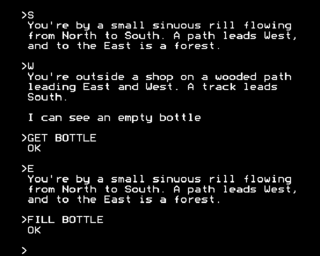 >S
You're by a small sinuous rill flowing
from North to South. A path leads West,
and to the East is a forest.
>W
You're outside a shop on a wooded path
leading East and West. A track leads
South.
I can see an empty bottle
>GET BOTTLE
OK
>E
You're by a small sinuous rill flowing
from North to South. A path leads West,
and to the East is a forest.
>FILL BOTTLE
OK
>